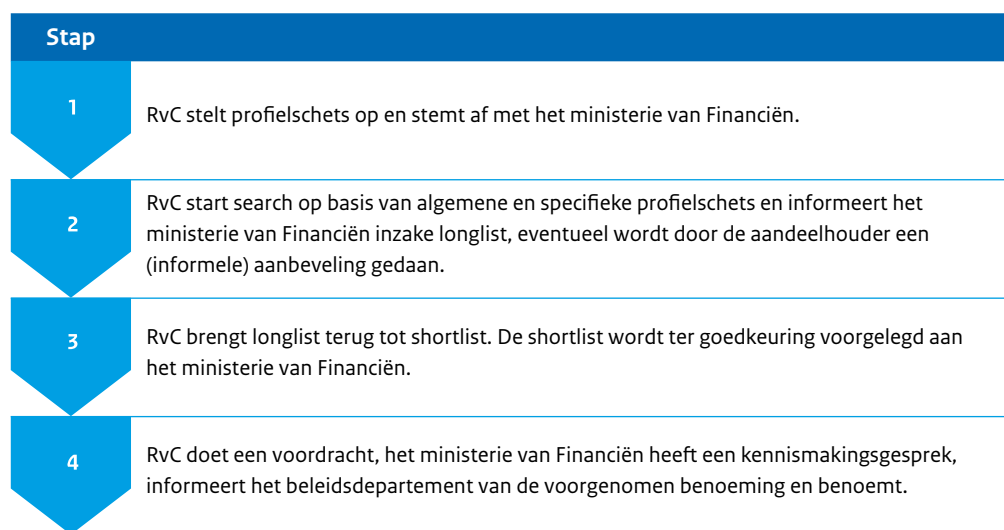 Stap
1
RvC stelt profielschets op en stemt af met het ministerie van Financiën.
2
RvC start search op basis van algemene en specifieke profielschets en informeert het
ministerie van Financiën inzake longlist, eventueel wordt door de aandeelhouder een
(informele) aanbeveling gedaan.
3
RvC brengt longlist terug tot shortlist. De shortlist wordt ter goedkeuring voorgelegd aan
het ministerie van Financiën.
4
RvC doet een voordracht, het ministerie van Financiën heeft een kennismakingsgesprek,
informeert het beleidsdepartement van de voorgenomen benoeming en benoemt.